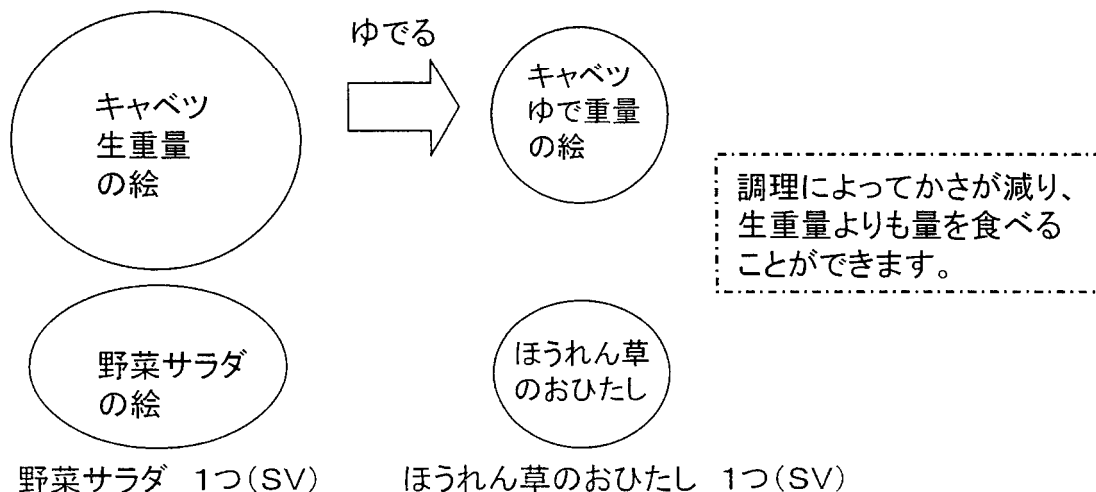 ゆでる
キャベツ
生重量
の絵
キャベツ
ゆで重量
の絵
調理によってかさが減り、
生重量よりも量を食べる
ことができます。
野菜サラダ
の絵
ほうれん草
のおひたし
野菜サラダ 1つ(SV)
ほうれん草のおひたし 1つ(SV)